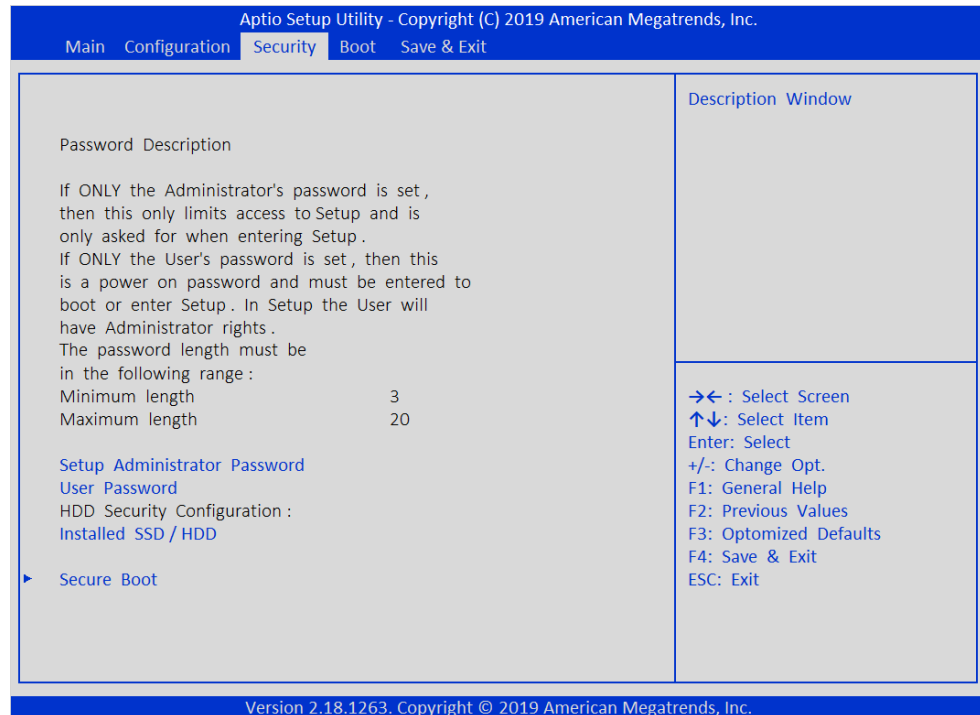 Aptio Setup Utility - Copyright (C) 2019 American Megatrends, Inc.
Main Configuration Security Boot Save & Exit
Password Description
If ONLY the Administrator's password is set,
then this only limits access to Setup and is
only asked for when entering Setup.
If ONLY the User's password is set, then this
is a power on password and must be entered to
boot or enter Setup. In Setup the User will
have Administrator rights.
The password length must be
in the following range:
Minimum length 3
Maximum length 20
Setup Administrator Password
User Password
HDD Security Configuration:
Installed SSD / HDD
Secure Boot
Description Window
→←: Select Screen
↑↓: Select Item
Enter: Select
+/-: Change Opt.
F1: General Help
F2: Previous Values
F3: Optomized Defaults
F4: Save & Exit
ESC: Exit
Version 2.18.1263. Copyright © 2019 American Megatrends, Inc.